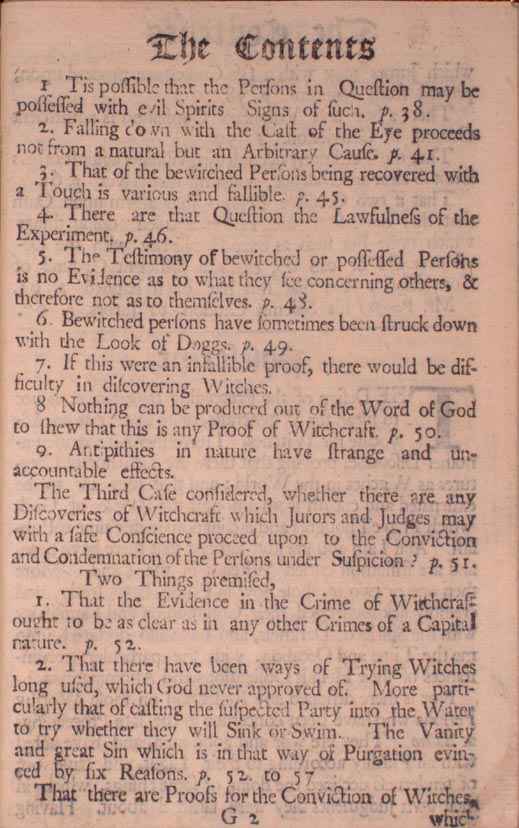 The Contents
1 Tis poſſible that the Perſons in Queſtion may be
poſſeſſed with evil Spirits Signs of ſuch. p. 38.
2. Falling down with the Caſt of the Eye proceeds
not from a natural but an Arbitrary Cauſe. p. 41.
3. That of the bewitched Perſons being recovered with
a Touch is various and fallible. p. 45.
4. There are that Queſtion the Lawfulneſs of the
Experiment. p. 46.
5. The Teſtimony of bewitched or poſſeſſed Perſons
is no Evidence as to what they ſee concerning others, &
therefore not as to themſelves. p. 48.
6. Bewitched perſons have ſometimes been ſtruck down
with the Look of Doggs. p. 49.
7. If this were an infallible proof, there would be dif-
ficulty in diſcovering Witches.
8 Nothing can be produced out of the Word of God
to ſhew that this is any Proof of Witchcraft. p. 50.
9. Antipithies in nature have ſtrange and un-
accountable effects.
The Third Caſe conſidered, whether there are any
Diſcoveries of Witchcraft which Jurors and Judges may
with a ſafe Conſcience proceed upon to the Conviction
and Condemnation of the Perſons under Suſpicion? p. 51.
Two Things premiſed,
1. That the Evidence in the Crime of Witchcraft
ought to be as clear as in any other Crimes of a Capital
nature. p. 52.
2. That there have been ways of Trying Witches
long uſed, which God never approved of. More parti-
cularly that of caſting the ſuſpected Party into the Water
to try whether they will Sink or Swim. The Vanity
and great Sin which is in that way of Purgation evin-
ced by ſix Reaſons. p. 52. to 57
That there are Proofs for the Conviction of Witches,
G 2 which